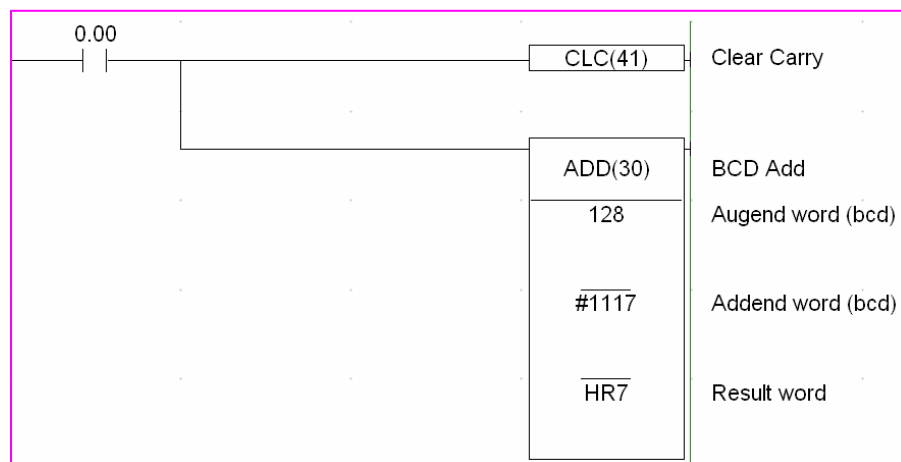 0.00
CLC(41) Clear Carry
ADD(30) BCD Add
128 Augend word (bcd)
#1117 Addend word (bcd)
HR7 Result word